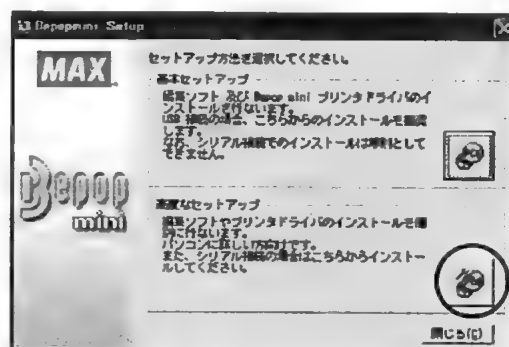 Bepopmini Setup
MAX
Bepop
mini
セットアップ方法を選択してください。
基本セットアップ
編集ソフト 及び Bepop mini プリンタドライバのイ
ンストールを行ないます。
USB 接続の場合、こちらからのインストールを推奨
します。
なお、シリアル接続でのインストールは原則として
できません。
高度なセットアップ
編集ソフトやプリンタドライバのインストールを個
別に行ないます。
パソコンに詳しい方向けです。
また、シリアル接続の場合はこちらからインストー
ルしてください。
閉じる(E)